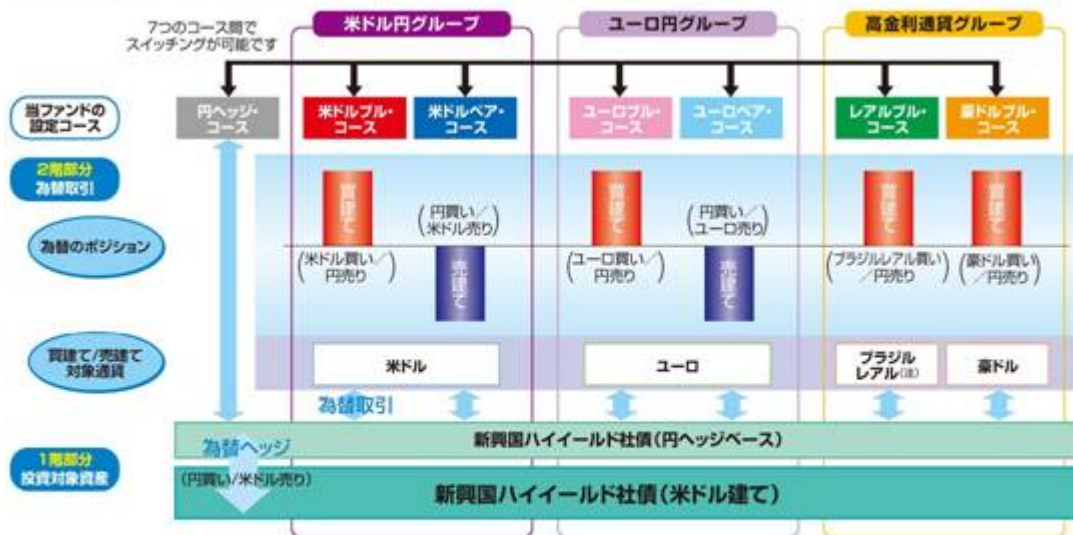 米ドル円グループ
ユーロ円グループ
高金利通貨グループ
7つのコース間で
スイッチングが可能です
当ファンドの
設定コース
円ヘッジ・
コース
米ドルブル・
コース
米ドルベア・
コース
ユーロブル・
コース
ユーロベア・
コース
レアルブル・
コース
豪ドルブル・
コース
2階部分
為替取引
為替のポジション
買建て
(米ドル買い/
円売り)
(円買い/
米ドル売り)
売建て
買建て
(ユーロ買い/
円売り)
(円買い/
ユーロ売り)
売建て
買建て
(ブラジルレアル買い
/円売り)
買建て
(豪ドル買い
/円売り)
買建て/売建て
対象通貨
米ドル
ユーロ
ブラジル
レアル(注)
豪ドル
為替取引
1階部分
投資対象資産
為替ヘッジ
(円買い/米ドル売り)
新興国ハイイールド社債(円ヘッジベース)
新興国ハイイールド社債(米ドル建て)